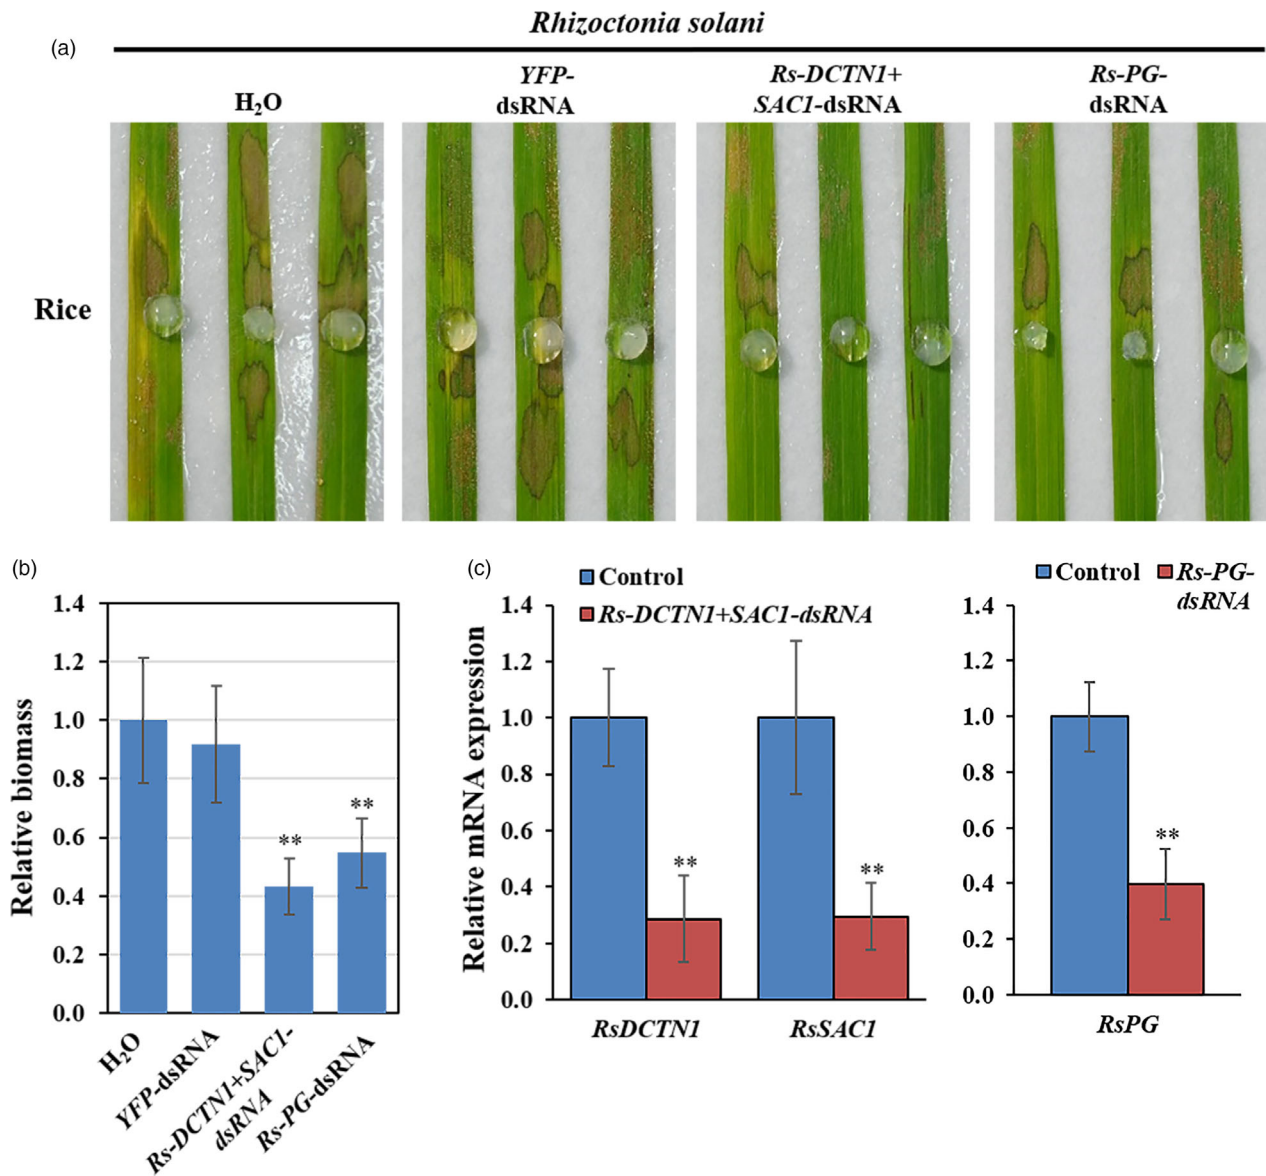 Rhizoctonia solani
(a)
H₂O
YFP-
dsRNA
Rs-DCTN1+
SAC1-dsRNA
Rs-PG-
dsRNA
Rice
(b)
Relative biomass
1.4
1.2
1.0
0.8
0.6
0.4
0.2
0.0
**
**
H₂O
YFP-dsRNA
Rs-DCTN1+SAC1-
dsRNA
Rs-PG-dsRNA
(c)
Control
Rs-DCTN1+SAC1-dsRNA
Relative mRNA expression
1.4
1.2
1.0
0.8
0.6
0.4
0.2
0.0
**
**
RsDCTN1
RsSAC1
Control
Rs-PG-
dsRNA
1.4
1.2
1.0
0.8
0.6
0.4
0.2
0.0
**
RsPG